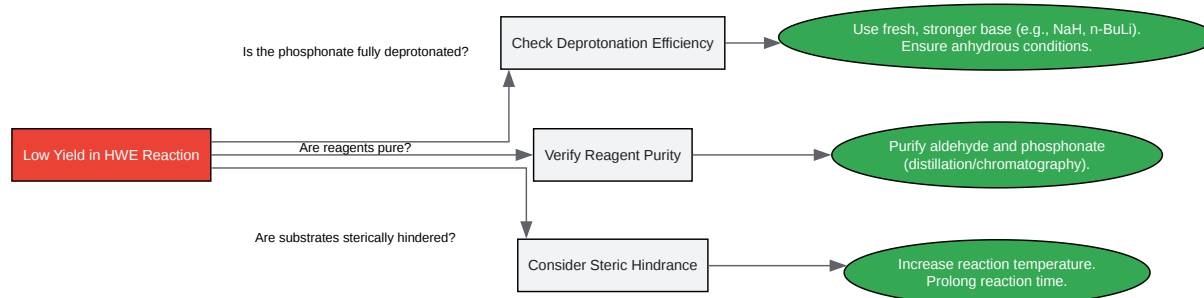 Is the phosphonate fully deprotonated?
Check Deprotonation Efficiency
Use fresh, stronger base (e.g., NaH, n-BuLi).
Ensure anhydrous conditions.
Low Yield in HWE Reaction
Are reagents pure?
Verify Reagent Purity
Purify aldehyde and phosphonate
(distillation/chromatography).
Are substrates sterically hindered?
Consider Steric Hindrance
Increase reaction temperature.
Prolong reaction time.